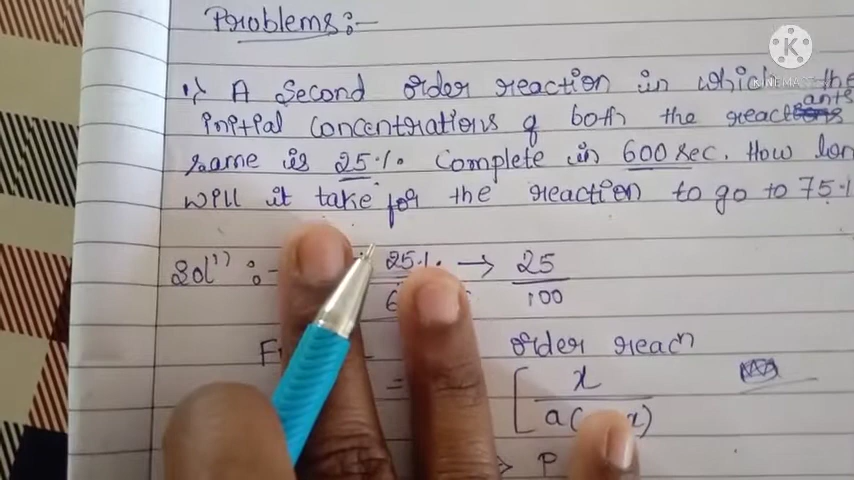 Problems :-
1) A Second order reaction in which the
initial concentrations of both the reactants
same is 25%. Complete in 600 sec. How lon
will it take for the reaction to go to 75%
Sol :- 25% → 25
100
order reacn
= [ x
a( x)
P
K
KINEMA